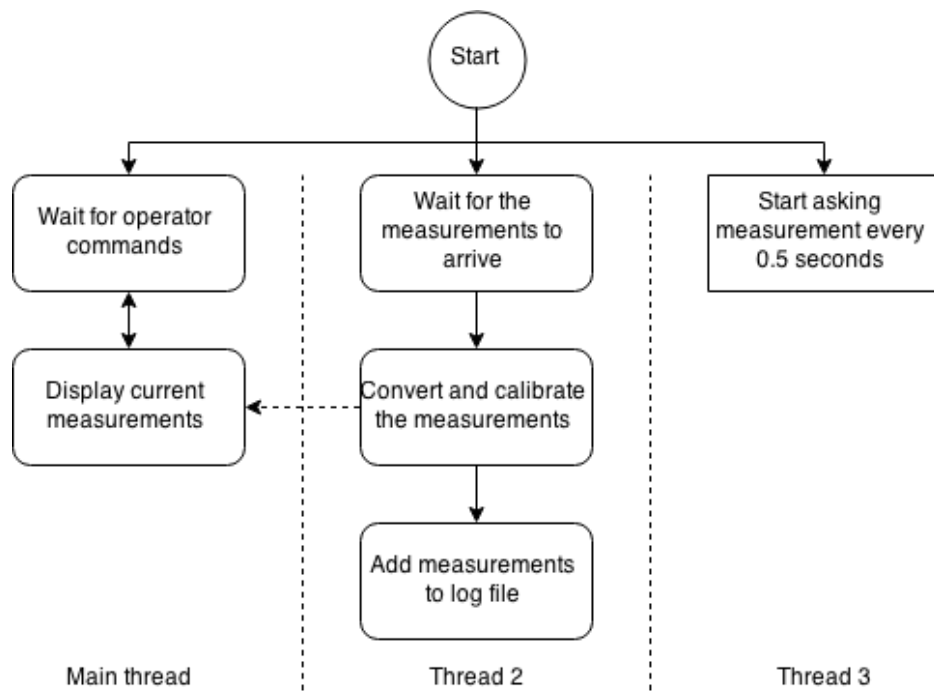 Start
Wait for operator
commands
Wait for the
measurements to
arrive
Start asking
measurement every
0.5 seconds
Display current
measurements
Convert and calibrate
the measurements
Add measurements
to log file
Main thread
Thread 2
Thread 3